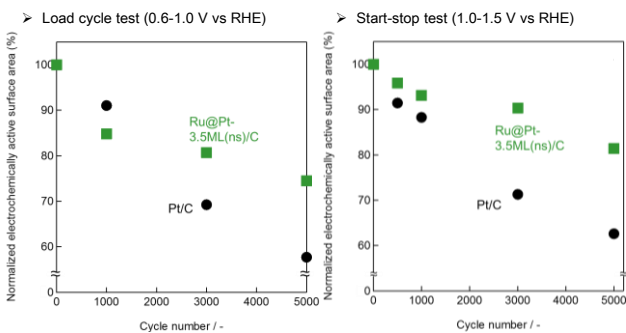 ➢ Load cycle test (0.6-1.0 V vs RHE)
Normalized electrochemically active surface area (%)
100
90
80
70
60
0
Ru@Pt-
3.5ML(ns)/C
Pt/C
0 1000 2000 3000 4000 5000
Cycle number / -
➢ Start-stop test (1.0-1.5 V vs RHE)
Normalized electrochemically active surface area (%)
100
90
80
70
60
0
Ru@Pt-
3.5ML(ns)/C
Pt/C
0 1000 2000 3000 4000 5000
Cycle number / -